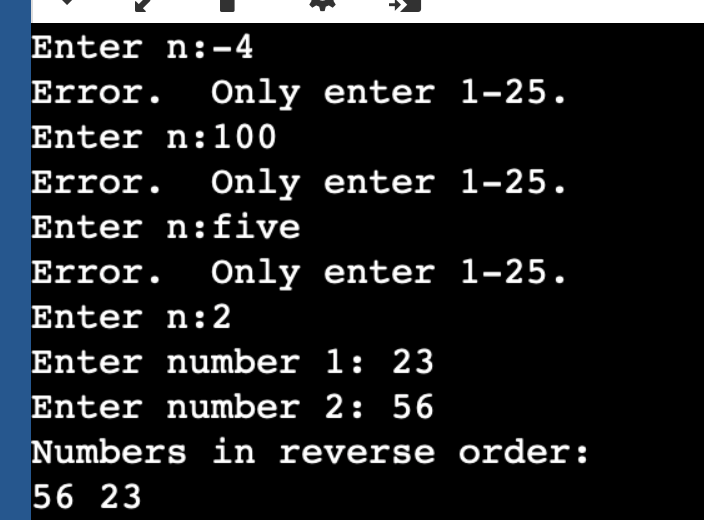 Enter n:-4
Error.  Only enter 1-25.
Enter n:100
Error.  Only enter 1-25.
Enter n:five
Error.  Only enter 1-25.
Enter n:2
Enter number 1: 23
Enter number 2: 56
Numbers in reverse order:
56 23